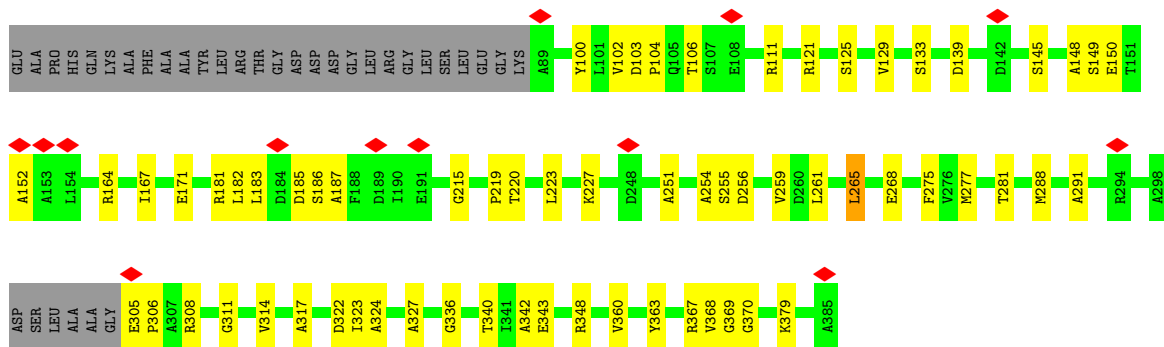 GLU ALA PRO HIS GLN LYS ALA PHE ALA ALA TYR LEU ARG THR GLY ASP ASP ASP GLY LEU ARG GLY LEU SER LEU GLU GLY LYS A89 Y100 L101 V102 D103 P104 Q105 T106 S107 E108 R111 R121 S125 V129 S133 D139 D142 S145 A148 S149 E150 T151
A152 A153 L154 R164 I167 E171 R181 L182 L183 D184 D185 S186 A187 F188 D189 I190 E191 G215 P219 T220 L223 K227 D248 A251 A254 S255 D256 V259 D260 L261 L265 E268 F275 V276 M277 T281 M288 A291 R294 A298
ASP SER LEU ALA ALA GLY E305 P306 A307 R308 G311 V314 A317 D322 I323 A324 A327 G336 T340 I341 A342 E343 R348 V360 Y363 R367 V368 G369 G370 K379 A385